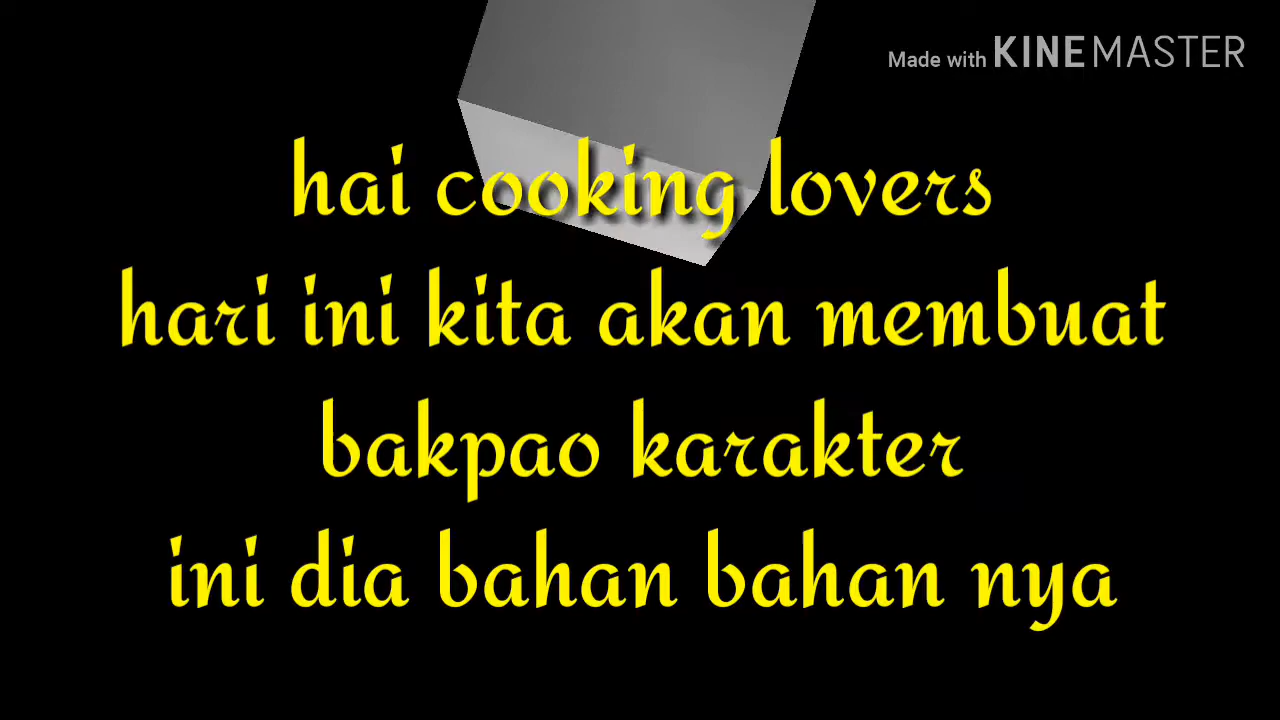 Made with KINEMASTER
hai cooking lovers
hari ini kita akan membuat
bakpao karakter
ini dia bahan bahan nya